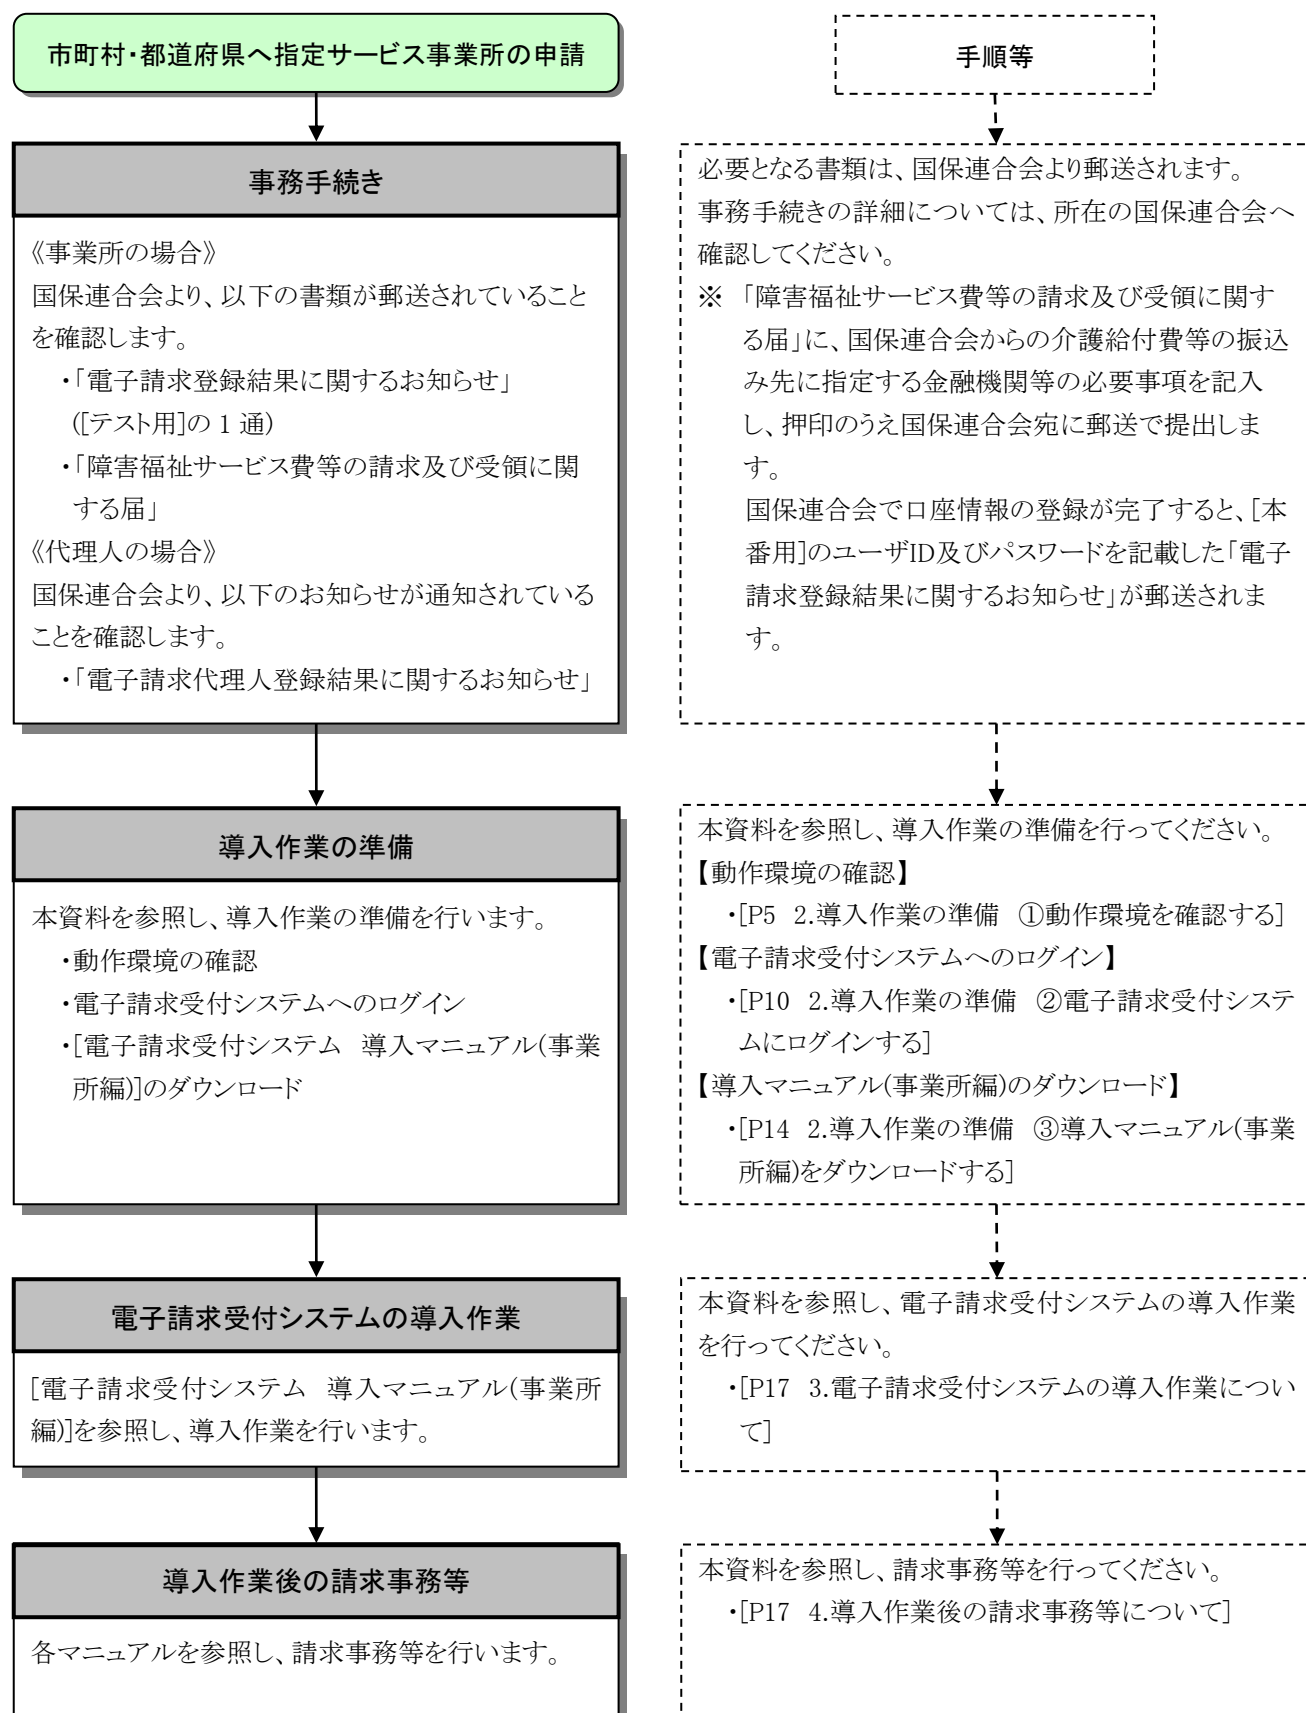 市町村・都道府県へ指定サービス事業所の申請
事務手続き
《事業所の場合》
国保連合会より、以下の書類が郵送されていること
を確認します。
・「電子請求登録結果に関するお知らせ」
([テスト用]の 1 通)
・「障害福祉サービス費等の請求及び受領に関
する届」
《代理人の場合》
国保連合会より、以下のお知らせが通知されている
ことを確認します。
・「電子請求代理人登録結果に関するお知らせ」
導入作業の準備
本資料を参照し、導入作業の準備を行います。
・動作環境の確認
・電子請求受付システムへのログイン
・[電子請求受付システム　導入マニュアル(事業
所編)]のダウンロード
電子請求受付システムの導入作業
[電子請求受付システム　導入マニュアル(事業所
編)]を参照し、導入作業を行います。
導入作業後の請求事務等
各マニュアルを参照し、請求事務等を行います。
手順等
必要となる書類は、国保連合会より郵送されます。
事務手続きの詳細については、所在の国保連合会へ
確認してください。
※　「障害福祉サービス費等の請求及び受領に関す
る届」に、国保連合会からの介護給付費等の振込
み先に指定する金融機関等の必要事項を記入
し、押印のうえ国保連合会宛に郵送で提出しま
す。
国保連合会で口座情報の登録が完了すると、[本
番用]のユーザID及びパスワードを記載した「電子
請求登録結果に関するお知らせ」が郵送されま
す。
本資料を参照し、導入作業の準備を行ってください。
【動作環境の確認】
・[P5　2.導入作業の準備　①動作環境を確認する]
【電子請求受付システムへのログイン】
・[P10　2.導入作業の準備　②電子請求受付システ
ムにログインする]
【導入マニュアル(事業所編)のダウンロード】
・[P14　2.導入作業の準備　③導入マニュアル(事業
所編)をダウンロードする]
本資料を参照し、電子請求受付システムの導入作業
を行ってください。
・[P17　3.電子請求受付システムの導入作業につい
て]
本資料を参照し、請求事務等を行ってください。
・[P17　4.導入作業後の請求事務等について]